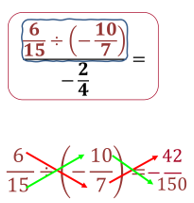 6/15 ÷ (−10/7)
−2/4 =
6/15 ÷ (−10/7) = −42/150